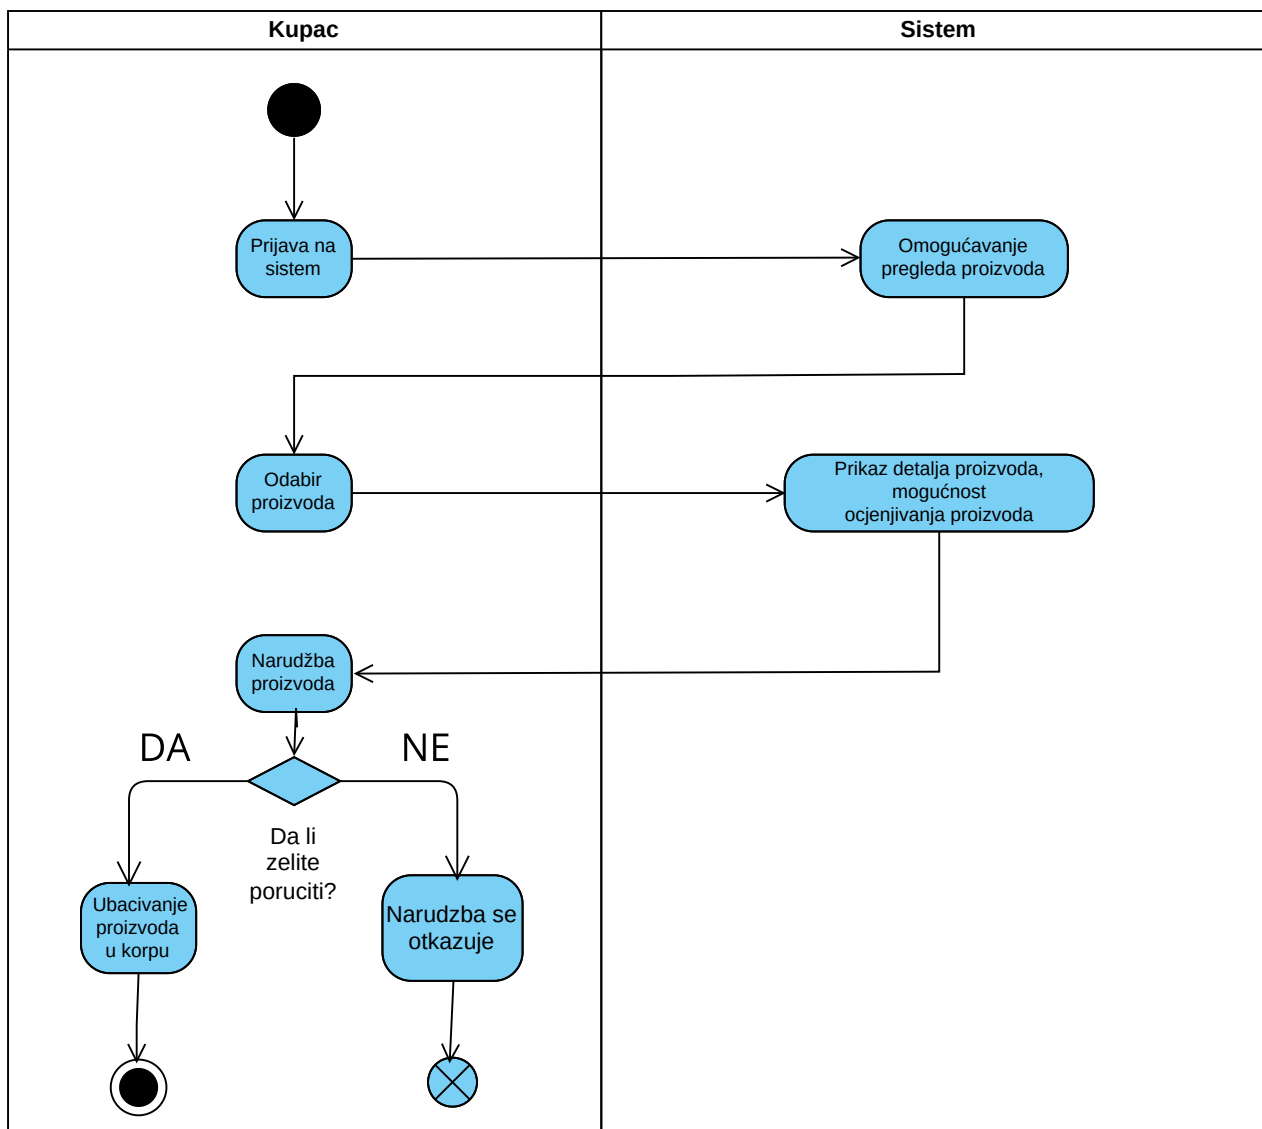 Kupac
Sistem
Prijava na
sistem
Omogućavanje
pregleda proizvoda
Odabir
proizvoda
Prikaz detalja proizvoda,
mogućnost
ocjenjivanja proizvoda
Narudžba
proizvoda
DA
NE
Da li
zelite
poruciti?
Ubacivanje
proizvoda
u korpu
Narudzba se
otkazuje